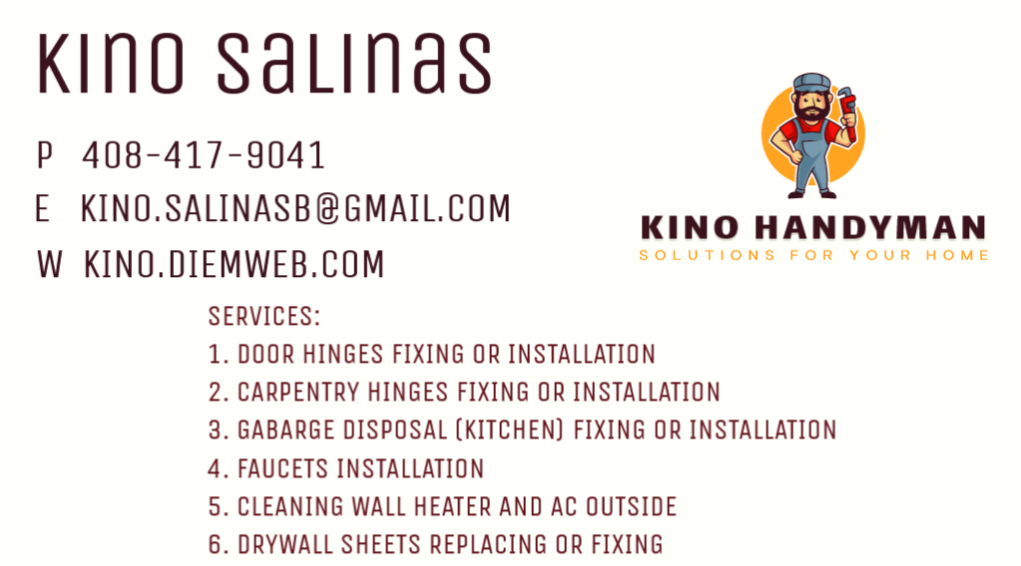 Kino Salinas
P 408-417-9041
E KINO.SALINASB@GMAIL.COM
W KINO.DIEMWEB.COM
KINO HANDYMAN
SOLUTIONS FOR YOUR HOME
SERVICES:
1. DOOR HINGES FIXING OR INSTALLATION
2. CARPENTRY HINGES FIXING OR INSTALLATION
3. GABARGE DISPOSAL (KITCHEN) FIXING OR INSTALLATION
4. FAUCETS INSTALLATION
5. CLEANING WALL HEATER AND AC OUTSIDE
6. DRYWALL SHEETS REPLACING OR FIXING